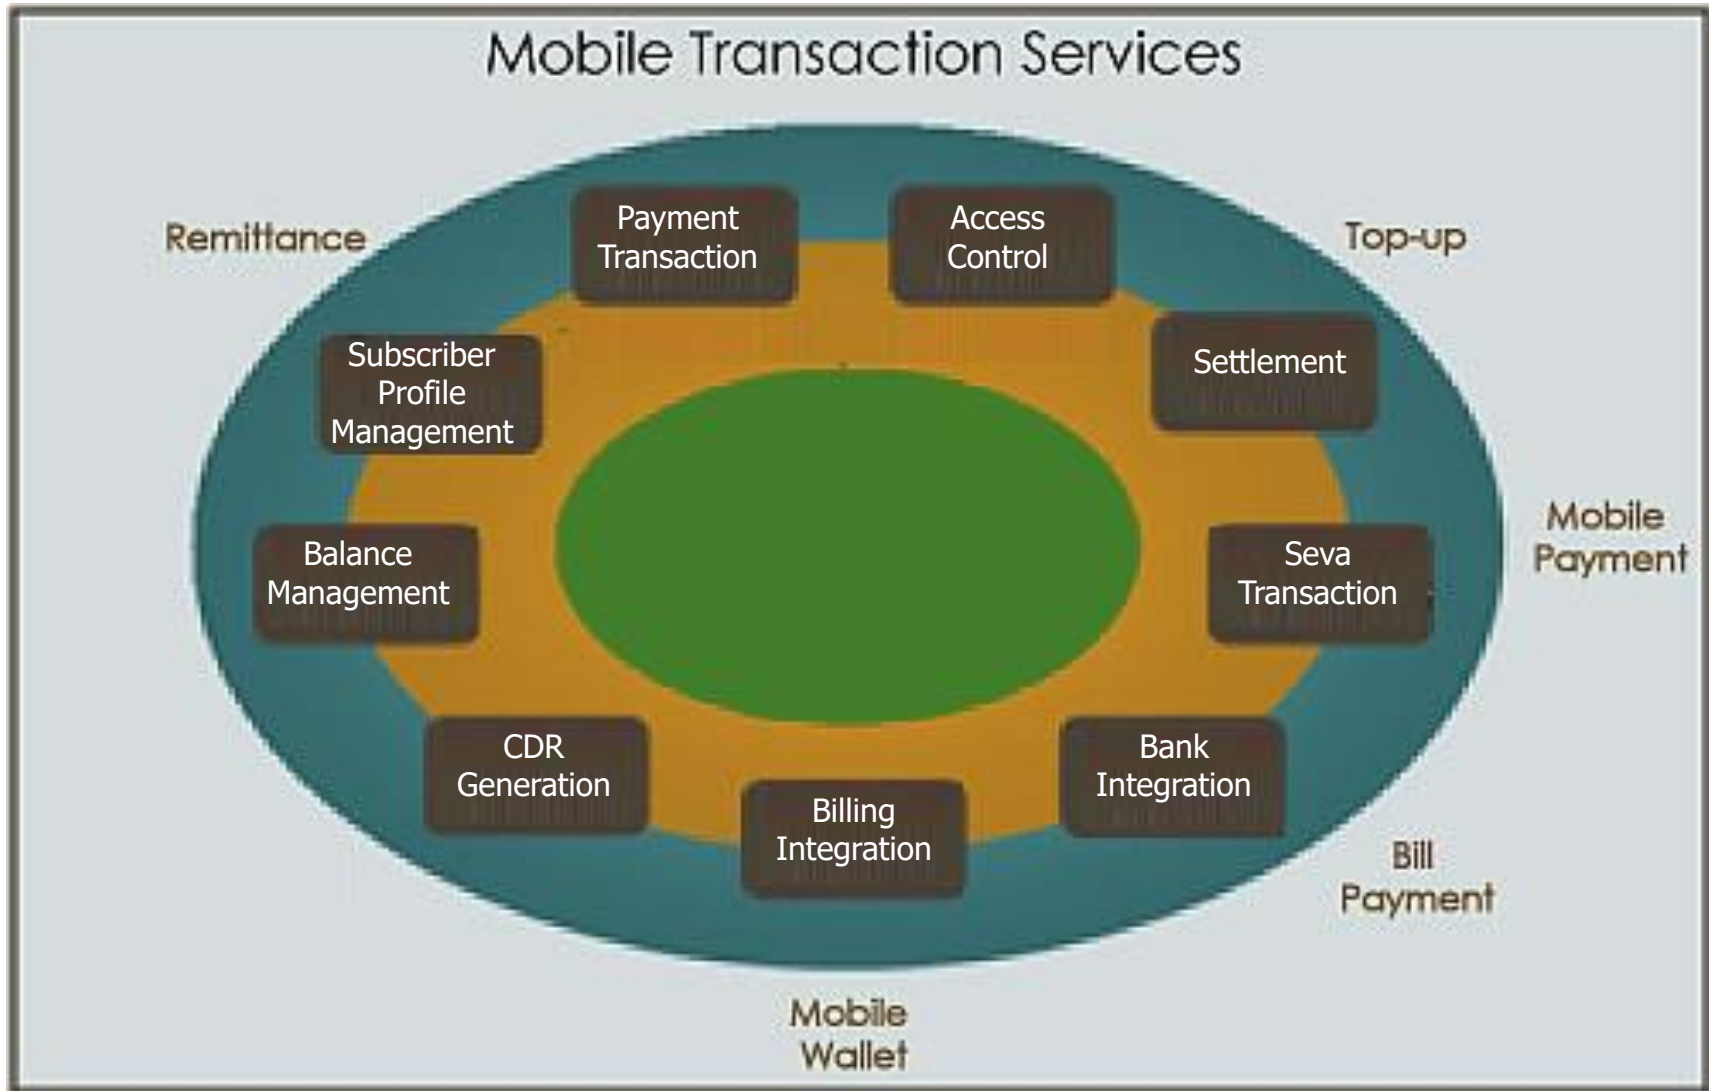 Mobile Transaction Services
Remittance
Payment
Transaction
Access
Control
Top-up
Subscriber
Profile
Management
Settlement
Balance
Management
Seva
Transaction
Mobile
Payment
CDR
Generation
Billing
Integration
Bank
Integration
Bill
Payment
Mobile
Wallet